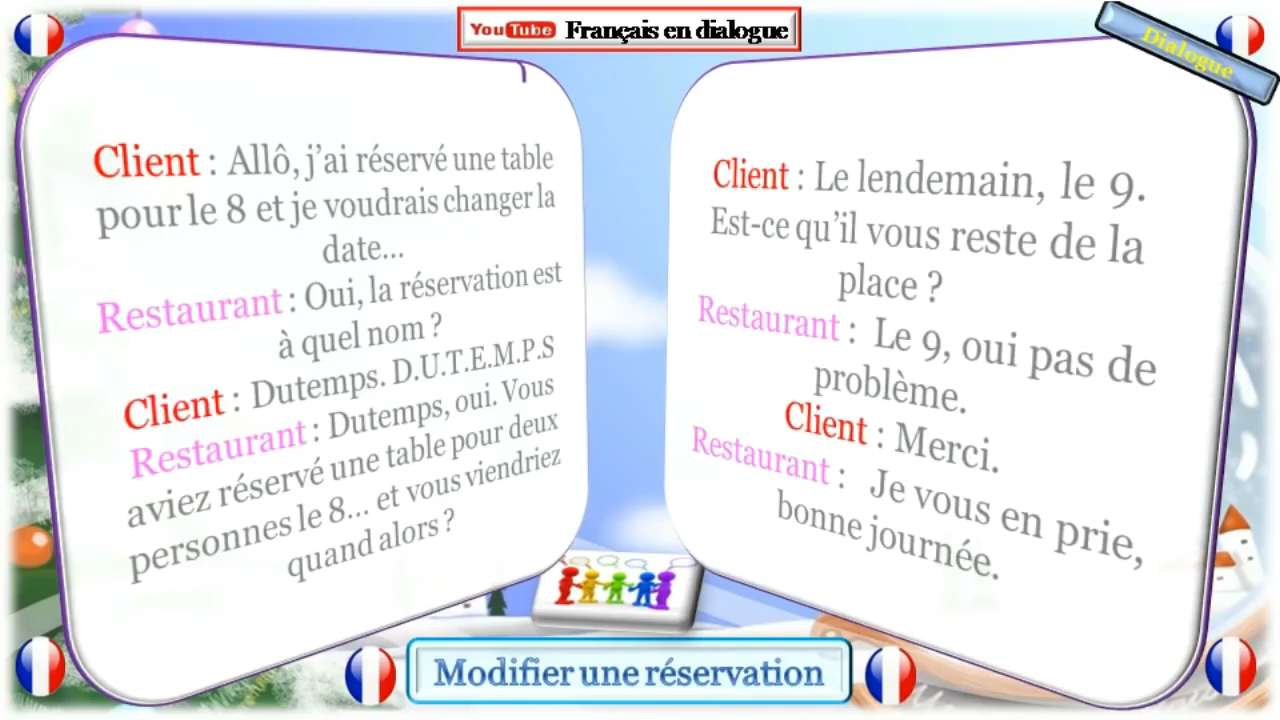 YouTube Français en dialogue
Dialogue
Client : Allô, j'ai réservé une table
pour le 8 et je voudrais changer la
date...
Restaurant : Oui, la réservation est
à quel nom ?
Client : Dutemps. D.U.T.E.M.P.S
Restaurant : Dutemps, oui. Vous
aviez réservé une table pour deux
personnes le 8... et vous viendriez
quand alors ?
Client : Le lendemain, le 9.
Est-ce qu'il vous reste de la
place ?
Restaurant : Le 9, oui pas de
problème.
Client : Merci.
Restaurant : Je vous en prie,
bonne journée.
Modifier une réservation